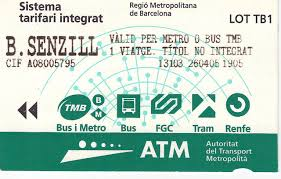 Sistema
tarifari integrat
Regió Metropolitana
de Barcelona
LOT TB1
B.SENZILL
VALID PER METRO O BUS TMB
1 VIATGE. TÍTOL NO INTEGRAT
CIF A08005795
13103 260406 1905
TMB
B M
Bus i Metro
Bus
FGC
Tram
Renfe
ATM
Autoritat
del Transport
Metropolità